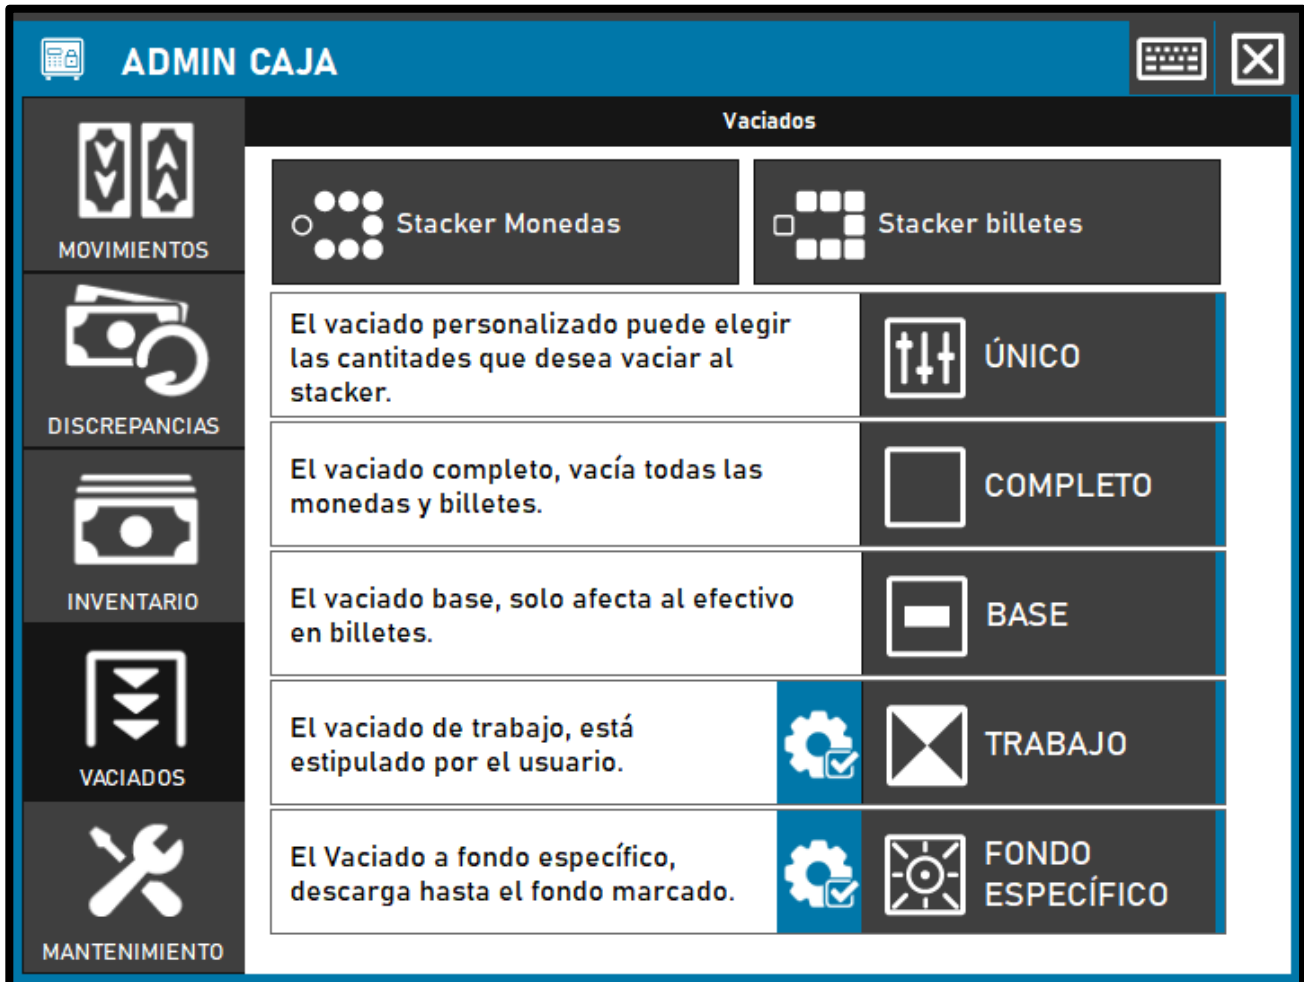 ADMIN CAJA
Vaciados
MOVIMIENTOS
DISCREPANCIAS
INVENTARIO
VACIADOS
MANTENIMIENTO
Stacker Monedas
Stacker billetes
El vaciado personalizado puede elegir
las cantitades que desea vaciar al
stacker.
ÚNICO
El vaciado completo, vacía todas las
monedas y billetes.
COMPLETO
El vaciado base, solo afecta al efectivo
en billetes.
BASE
El vaciado de trabajo, está
estipulado por el usuario.
TRABAJO
El Vaciado a fondo específico,
descarga hasta el fondo marcado.
FONDO
ESPECÍFICO